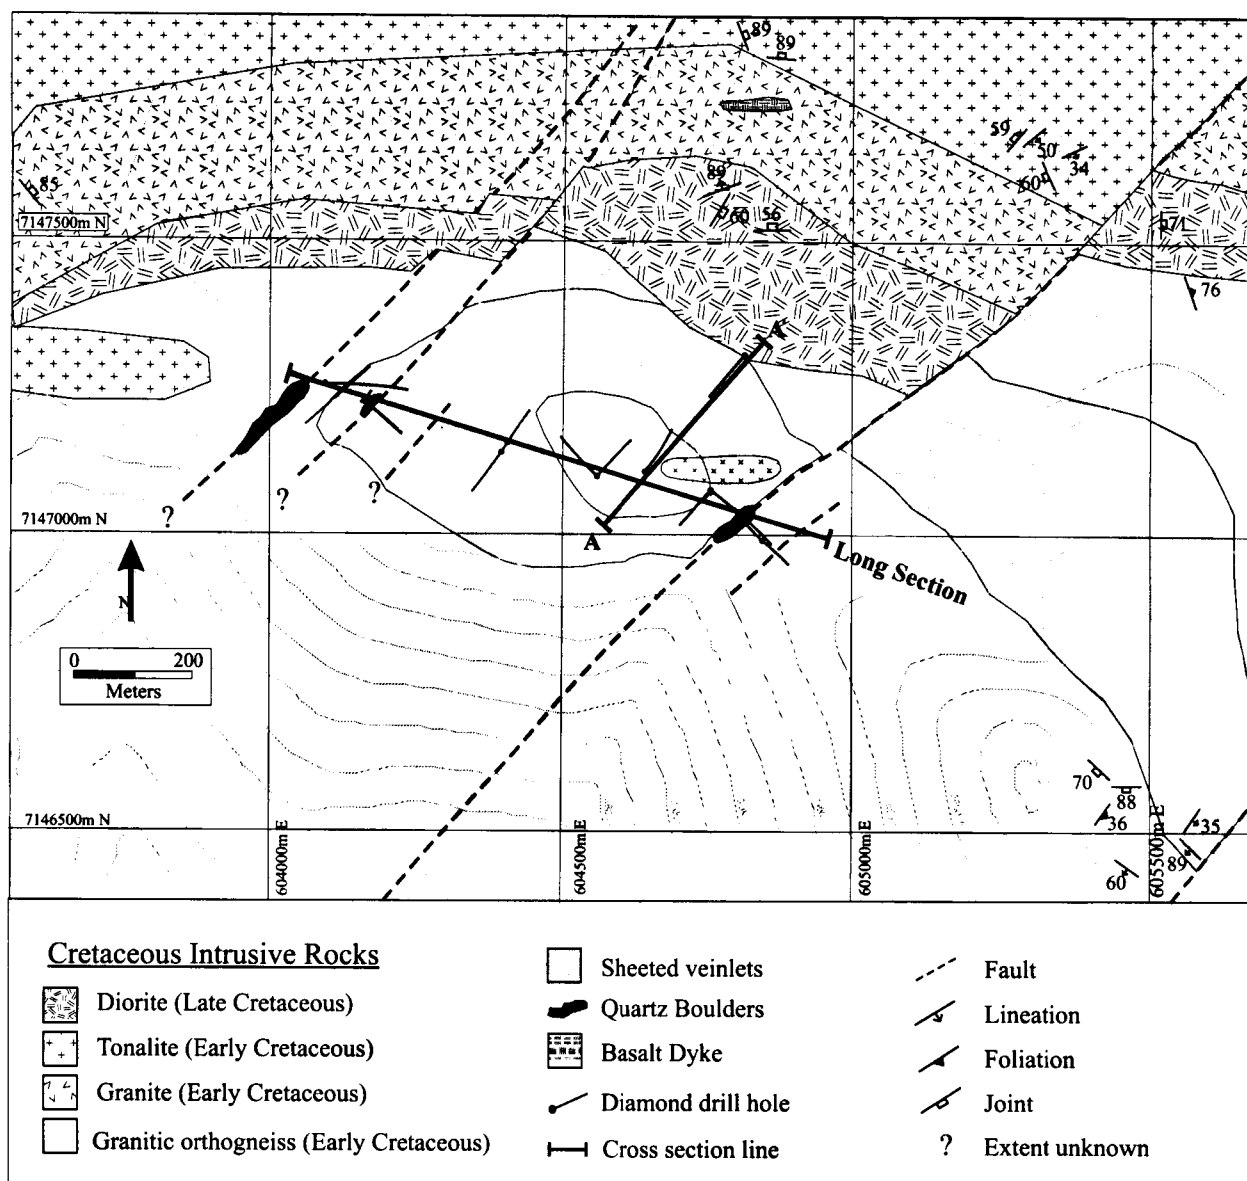 89
89
59
50
34
60
85
89
60
56
71
7147500m N
76
A'
?
?
?
7147000m N
A
Long Section
N
0 200
Meters
70
88
36
35
89
60
7146500m N
604000m E
604500m E
605000m E
605500m E
Cretaceous Intrusive Rocks
Diorite (Late Cretaceous)
Tonalite (Early Cretaceous)
Granite (Early Cretaceous)
Granitic orthogneiss (Early Cretaceous)
Sheeted veinlets
Quartz Boulders
Basalt Dyke
Diamond drill hole
Cross section line
Fault
Lineation
Foliation
Joint
? Extent unknown